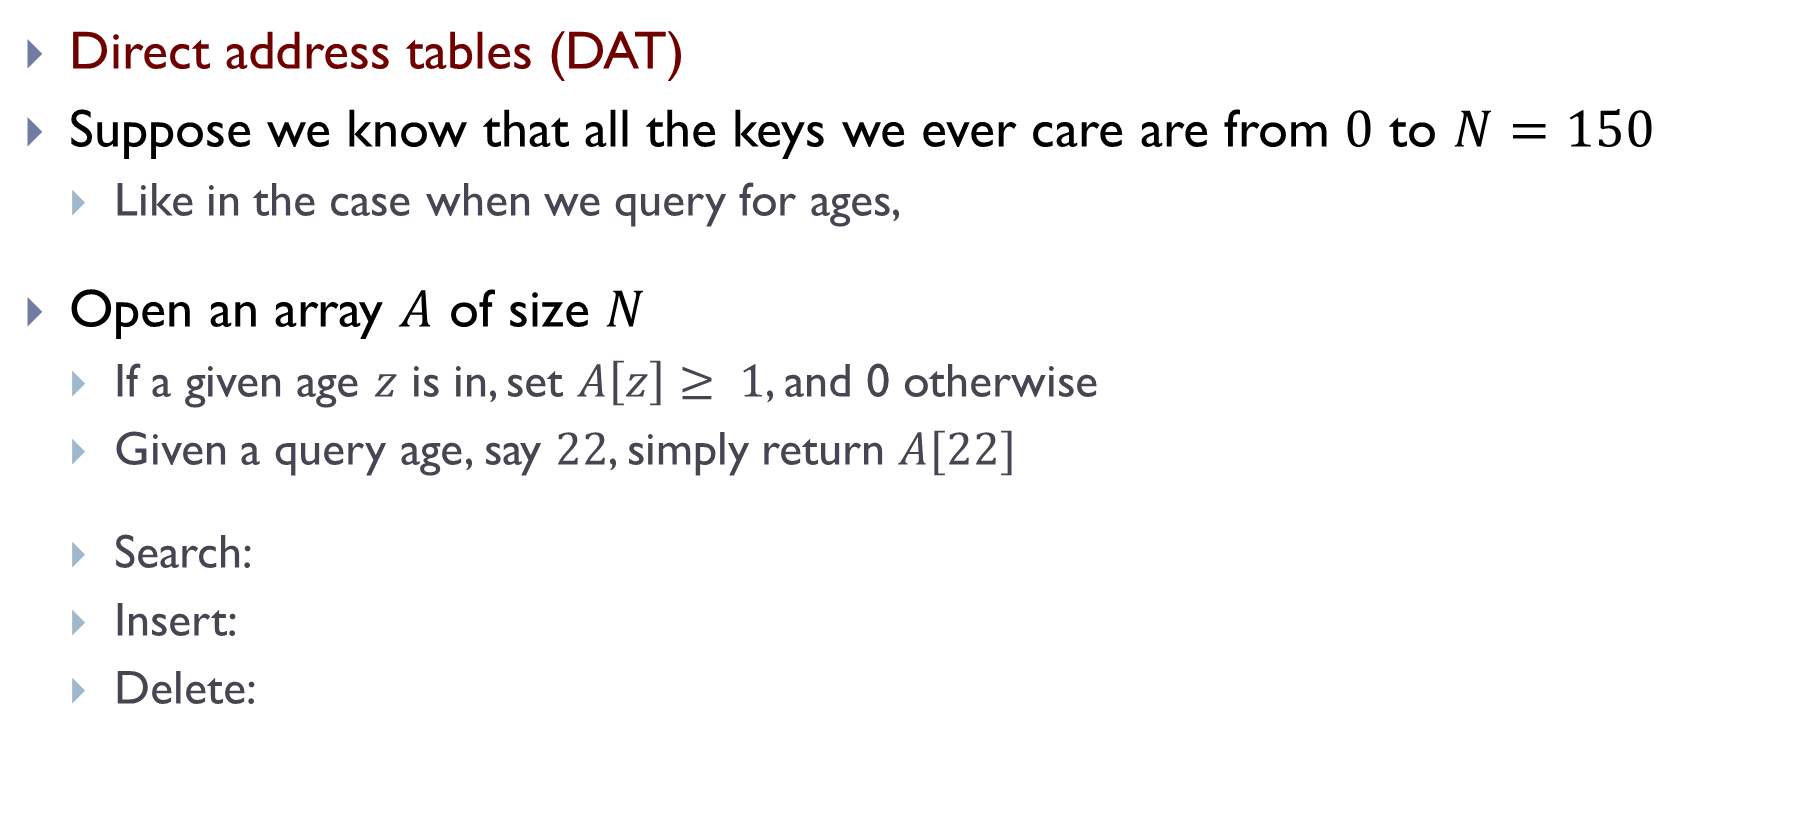 Direct address tables (DAT)
Suppose we know that all the keys we ever care are from 0 to N = 150
Like in the case when we query for ages,
Open an array A of size N
If a given age z is in, set A[z] ≥ 1, and 0 otherwise
Given a query age, say 22, simply return A[22]
Search:
Insert:
Delete: